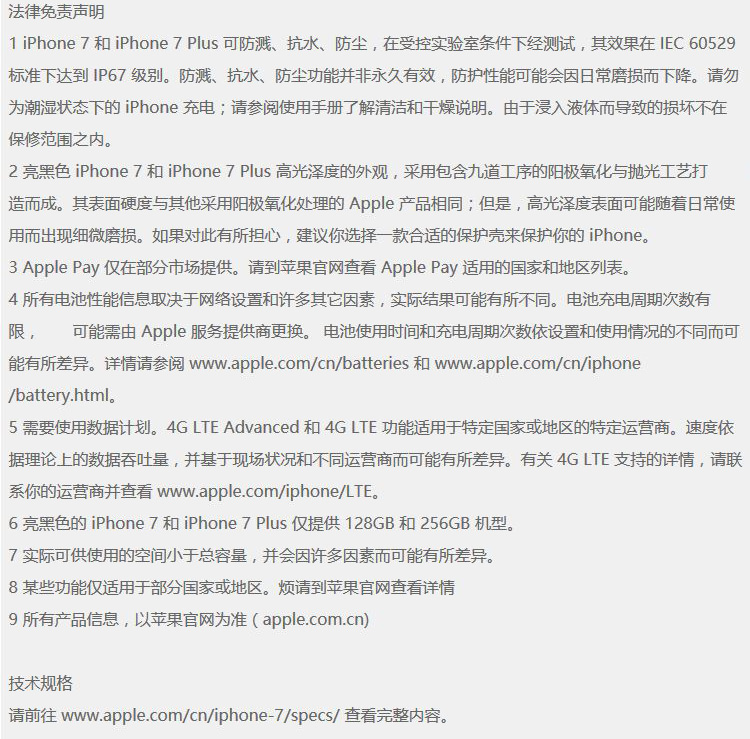 法律免责声明
1 iPhone 7 和 iPhone 7 Plus 可防溅、抗水、防尘，在受控实验室条件下经测试，其效果在 IEC 60529
标准下达到 IP67 级别。防溅、抗水、防尘功能并非永久有效，防护性能可能会因日常磨损而下降。请勿
为潮湿状态下的 iPhone 充电；请参阅使用手册了解清洁和干燥说明。由于浸入液体而导致的损坏不在
保修范围之内。
2 亮黑色 iPhone 7 和 iPhone 7 Plus 高光泽度的外观，采用包含九道工序的阳极氧化与抛光工艺打
造而成。其表面硬度与其他采用阳极氧化处理的 Apple 产品相同；但是，高光泽度表面可能随着日常使
用而出现细微磨损。如果对此有所担心，建议你选择一款合适的保护壳来保护你的 iPhone。
3 Apple Pay 仅在部分市场提供。请到苹果官网查看 Apple Pay 适用的国家和地区列表。
4 所有电池性能信息取决于网络设置和许多其它因素，实际结果可能有所不同。电池充电周期次数有
限，　　可能需由 Apple 服务提供商更换。 电池使用时间和充电周期次数依设置和使用情况的不同而可
能有所差异。详情请参阅 www.apple.com/cn/batteries 和 www.apple.com/cn/iphone
/battery.html。
5 需要使用数据计划。4G LTE Advanced 和 4G LTE 功能适用于特定国家或地区的特定运营商。速度依
据理论上的数据吞吐量，并基于现场状况和不同运营商而可能有所差异。有关 4G LTE 支持的详情，请联
系你的运营商并查看 www.apple.com/iphone/LTE。
6 亮黑色的 iPhone 7 和 iPhone 7 Plus 仅提供 128GB 和 256GB 机型。
7 实际可供使用的空间小于总容量，并会因许多因素而可能有所差异。
8 某些功能仅适用于部分国家或地区。烦请到苹果官网查看详情
9 所有产品信息，以苹果官网为准（apple.com.cn)
技术规格
请前往 www.apple.com/cn/iphone-7/specs/ 查看完整内容。